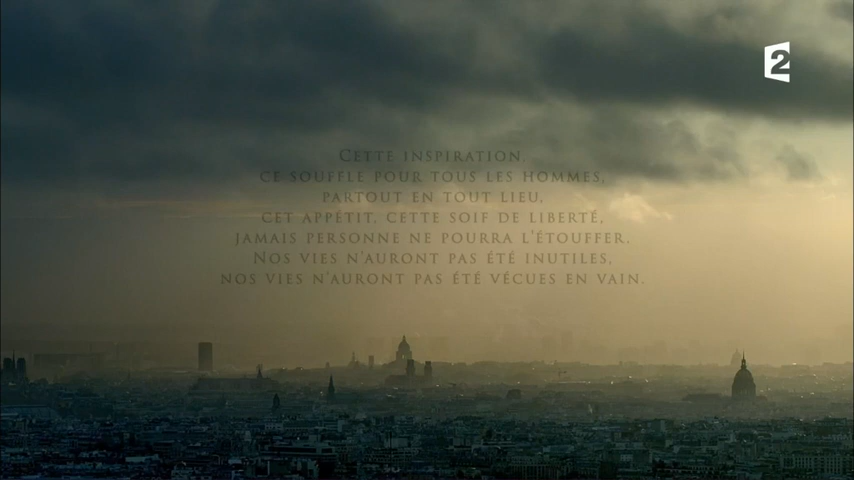 2
Cette inspiration,
ce souffle pour tous les hommes,
partout en tout lieu,
cet appétit, cette soif de liberté,
jamais personne ne pourra l'étouffer.
Nos vies n'auront pas été inutiles,
nos vies n'auront pas été vécues en vain.